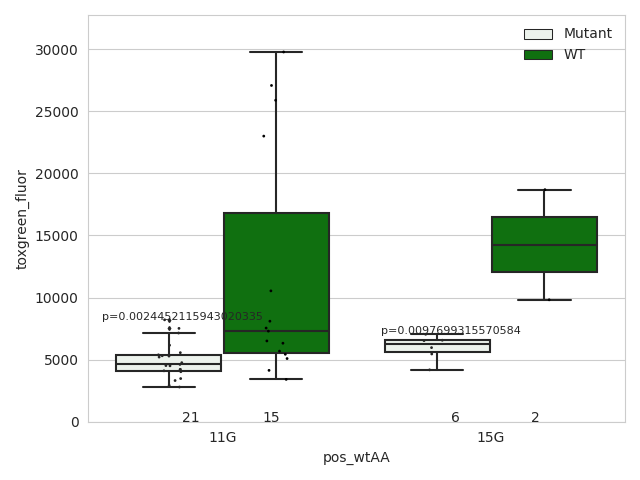 Mutant
WT
30000
25000
20000
15000
10000
5000
0
toxgreen_fluor
p=0.0024452115943020335
p=0.0097699315570584
21
15
6
2
11G
15G
pos_wtAA